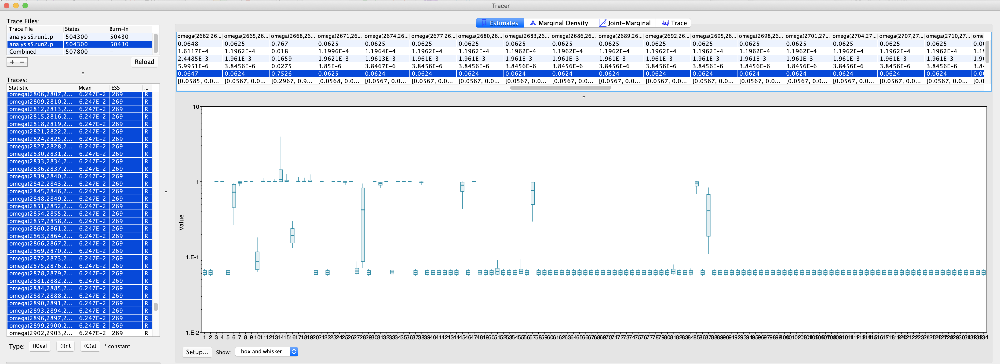 Tracer
Trace Files:
Trace File States Burn-In
analysisS.run1.p 504300 50430
analysisS.run2.p 504300 50430
Combined 507800 –
+ −
Reload
Traces:
Statistic Mean ESS ...
omega(2806,2807,2... 6.247E-2 269 R
omega(2809,2810,2... 6.247E-2 269 R
omega(2812,2813,2... 6.247E-2 269 R
omega(2815,2816,2... 6.247E-2 269 R
omega(2818,2819,2... 6.247E-2 269 R
omega(2821,2822,2... 6.247E-2 269 R
omega(2824,2825,2... 6.247E-2 269 R
omega(2827,2828,2... 6.247E-2 269 R
omega(2830,2831,2... 6.247E-2 269 R
omega(2833,2834,2... 6.247E-2 269 R
omega(2836,2837,2... 6.247E-2 269 R
omega(2839,2840,2... 6.247E-2 269 R
omega(2842,2843,2... 6.247E-2 269 R
omega(2845,2846,2... 6.247E-2 269 R
omega(2848,2849,2... 6.247E-2 269 R
omega(2851,2852,2... 6.247E-2 269 R
omega(2854,2855,2... 6.247E-2 269 R
omega(2857,2858,2... 6.247E-2 269 R
omega(2860,2861,2... 6.247E-2 269 R
omega(2863,2864,2... 6.247E-2 269 R
omega(2866,2867,2... 6.247E-2 269 R
omega(2869,2870,2... 6.247E-2 269 R
omega(2872,2873,2... 6.247E-2 269 R
omega(2875,2876,2... 6.247E-2 269 R
omega(2878,2879,2... 6.247E-2 269 R
omega(2881,2882,2... 6.247E-2 269 R
omega(2884,2885,2... 6.247E-2 269 R
omega(2887,2888,2... 6.247E-2 269 R
omega(2890,2891,2... 6.247E-2 269 R
omega(2893,2894,2... 6.247E-2 269 R
omega(2896,2897,2... 6.247E-2 269 R
omega(2899,2900,2... 6.247E-2 269 R
omega(2902,2903,2... 6.247E-2 269 R
Type: (R)eal (I)nt (C)at * constant
Estimates Marginal Density Joint-Marginal Trace
omega(2662,26... omega(2665,26... omega(2668,26... omega(2671,26... omega(2674,26... omega(2677,26... omega(2680,26... omega(2683,26... omega(2686,26... omega(2689,26... omega(2692,26... omega(2695,26... omega(2698,26... omega(2701,27... omega(2704,27... omega(2707,27... omega(2710,27... ome
0.0648 0.0625 0.767 0.0625 0.0625 0.0625 0.0625 0.0625 0.0625 0.0625 0.0625 0.0625 0.0625 0.0625 0.0625 0.0625 0.0625
1.6117E-4 1.1962E-4 0.018 1.1996E-4 1.1964E-4 1.1962E-4 1.1962E-4 1.1962E-4 1.1962E-4 1.1962E-4 1.1962E-4 1.1962E-4 1.1962E-4 1.1962E-4 1.1962E-4 1.1962E-4 1.1962E-4
2.4485E-3 1.961E-3 0.1659 1.9621E-3 1.9613E-3 1.961E-3 1.961E-3 1.961E-3 1.961E-3 1.961E-3 1.961E-3 1.961E-3 1.961E-3 1.961E-3 1.961E-3 1.961E-3 1.961E-3
5.9951E-6 3.8456E-6 0.0275 3.85E-6 3.8467E-6 3.8456E-6 3.8456E-6 3.8456E-6 3.8456E-6 3.8456E-6 3.8456E-6 3.8456E-6 3.8456E-6 3.8456E-6 3.8456E-6 3.8456E-6 3.8456E-6
0.0647 0.0624 0.7526 0.0625 0.0624 0.0624 0.0624 0.0624 0.0624 0.0624 0.0624 0.0624 0.0624 0.0624 0.0624 0.0624 0.0624
[0.0585, 0.0... [0.0567, 0.0... [0.2967, 0.9... [0.0568, 0.0... [0.0567, 0.0... [0.0567, 0.0... [0.0567, 0.0... [0.0567, 0.0... [0.0567, 0.0... [0.0567, 0.0... [0.0567, 0.0... [0.0567, 0.0... [0.0567, 0.0... [0.0567, 0.0... [0.0567, 0.0... [0.0567, 0.0... [0.0567, 0.0... [0.0
10
1
1.E-1
1.E-2
Value
1 2 3 4 5 6 7 8 9
Setup... Show: box and whisker